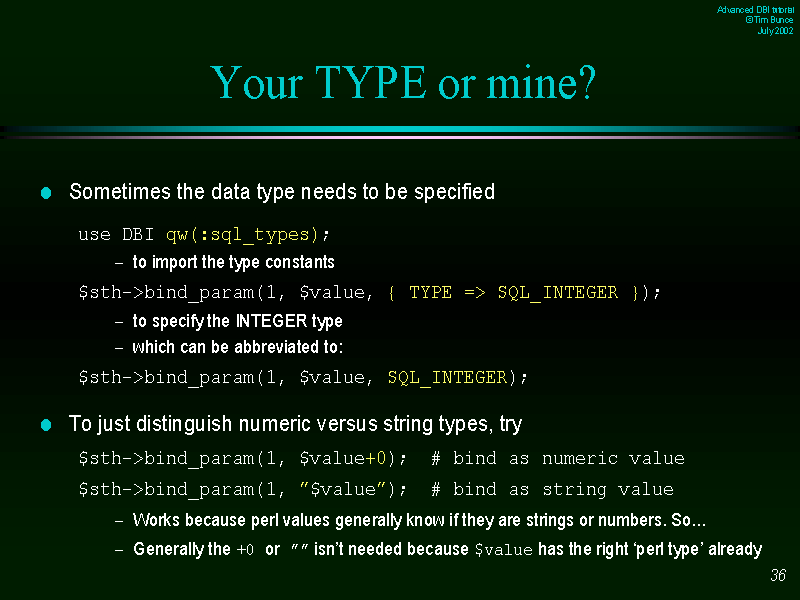 Advanced DBI tutorial
©Tim Bunce
July 2002
Your TYPE or mine?
Sometimes the data type needs to be specified
use DBI qw(:sql_types);
– to import the type constants
$sth->bind_param(1, $value, { TYPE => SQL_INTEGER });
– to specify the INTEGER type
– which can be abbreviated to:
$sth->bind_param(1, $value, SQL_INTEGER);
To just distinguish numeric versus string types, try
$sth->bind_param(1, $value+0);  # bind as numeric value
$sth->bind_param(1, ”$value”);  # bind as string value
– Works because perl values generally know if they are strings or numbers. So...
– Generally the +0 or ”” isn’t needed because $value has the right ‘perl type’ already
36